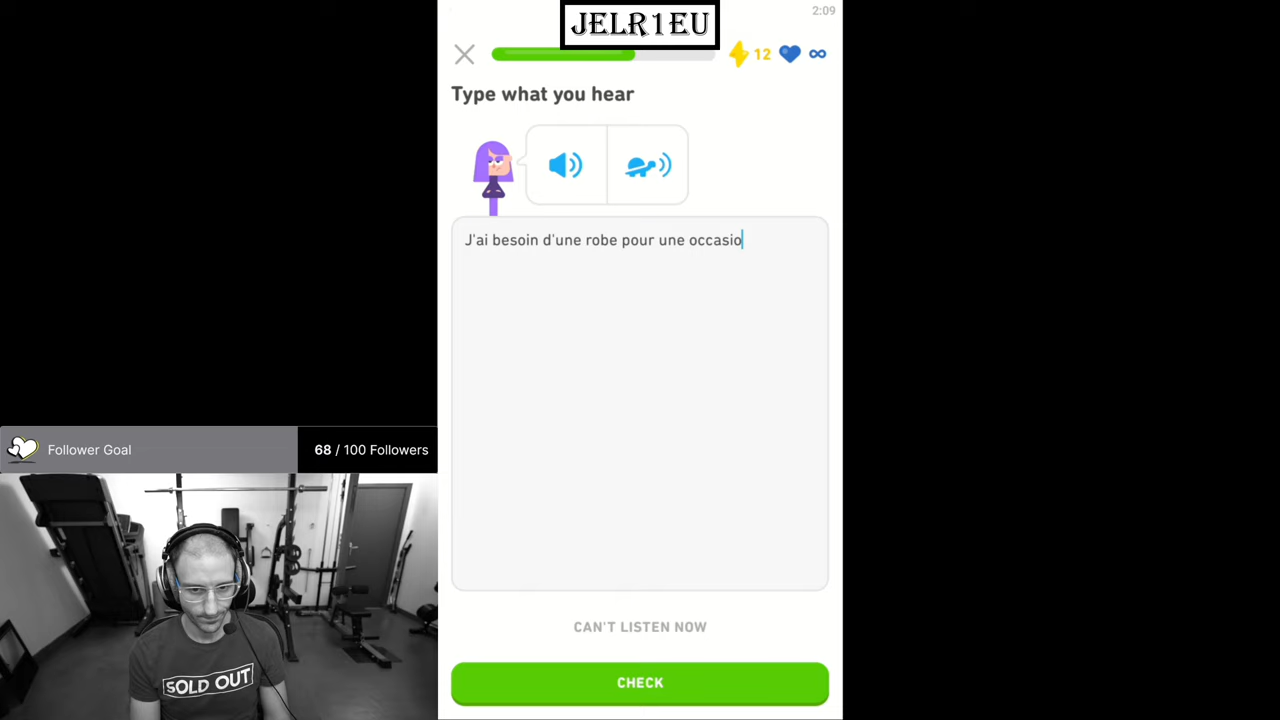 JELR1EU
2:09
12
∞
Type what you hear
J'ai besoin d'une robe pour une occasio
Follower Goal
68 / 100 Followers
SOLD OUT
CAN'T LISTEN NOW
CHECK